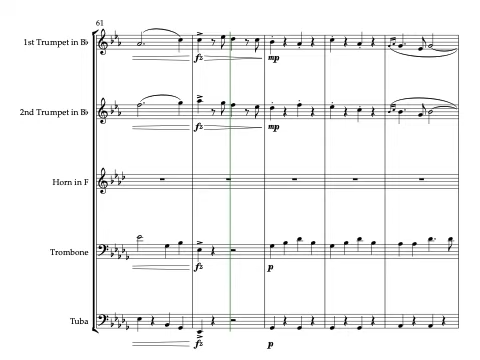 61
1st Trumpet in B♭
fz
mp
2nd Trumpet in B♭
fz
mp
Horn in F
Trombone
fz
p
Tuba
fz
p